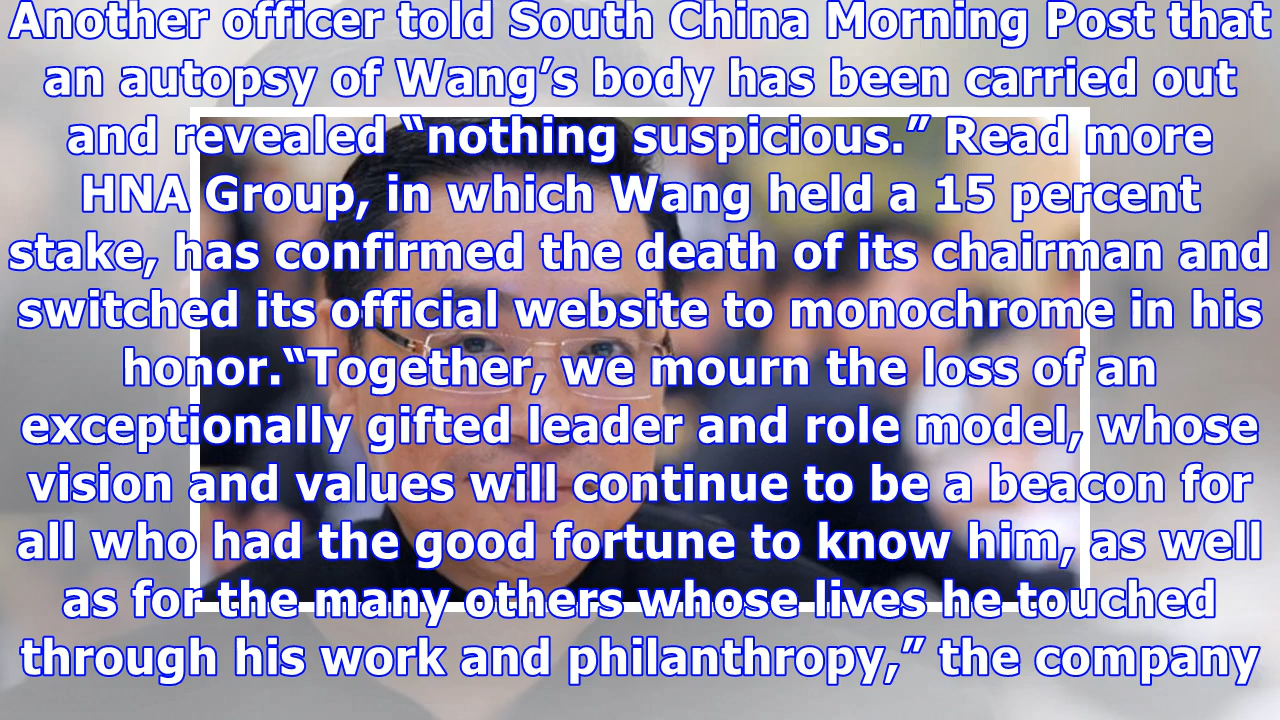 Another officer told South China Morning Post that
an autopsy of Wang’s body has been carried out
and revealed “nothing suspicious.” Read more
HNA Group, in which Wang held a 15 percent
stake, has confirmed the death of its chairman and
switched its official website to monochrome in his
honor.“Together, we mourn the loss of an
exceptionally gifted leader and role model, whose
vision and values will continue to be a beacon for
all who had the good fortune to know him, as well
as for the many others whose lives he touched
through his work and philanthropy,” the company